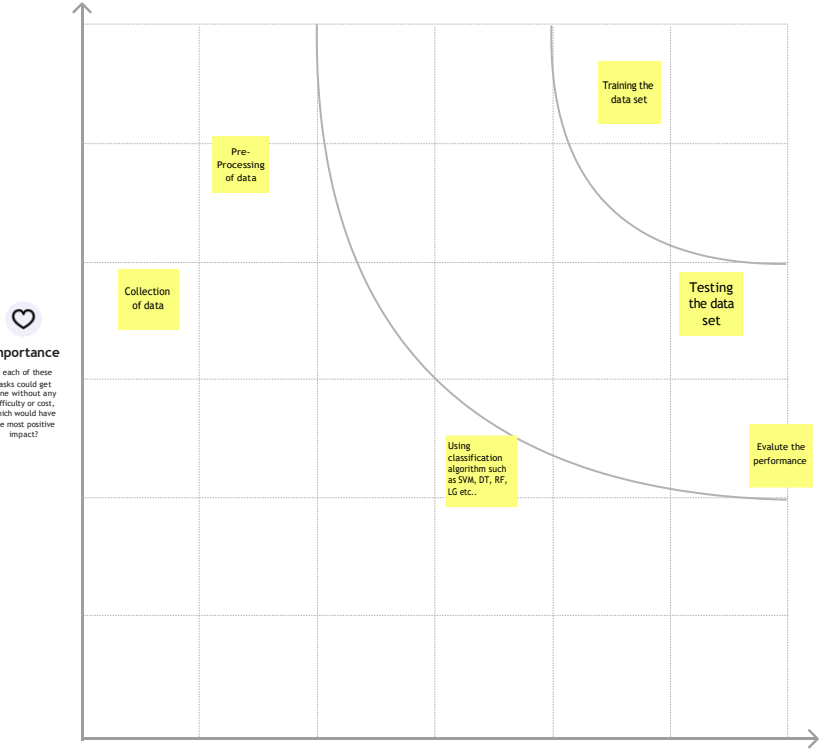 Training the
data set
Pre-
Processing
of data
Collection
of data
Testing
the data
set
mportance
each of these
asks could get
ne without any
fficulty or cost,
hich would have
e most positive
impact?
Using
classification
algorithm such
as SVM, DT, RF,
LG etc..
Evalute the
performance